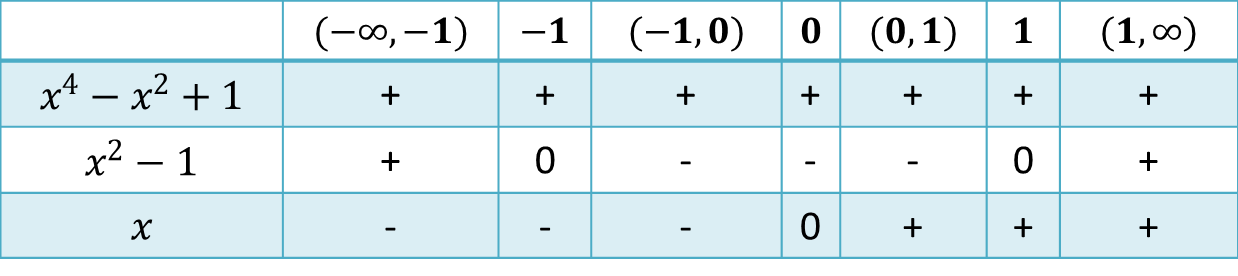 (−∞, −1) −1 (−1, 0) 0 (0, 1) 1 (1, ∞)
x⁴ − x² + 1 + + + + + + +
x² − 1 + 0 - - - 0 +
x - - - 0 + + +